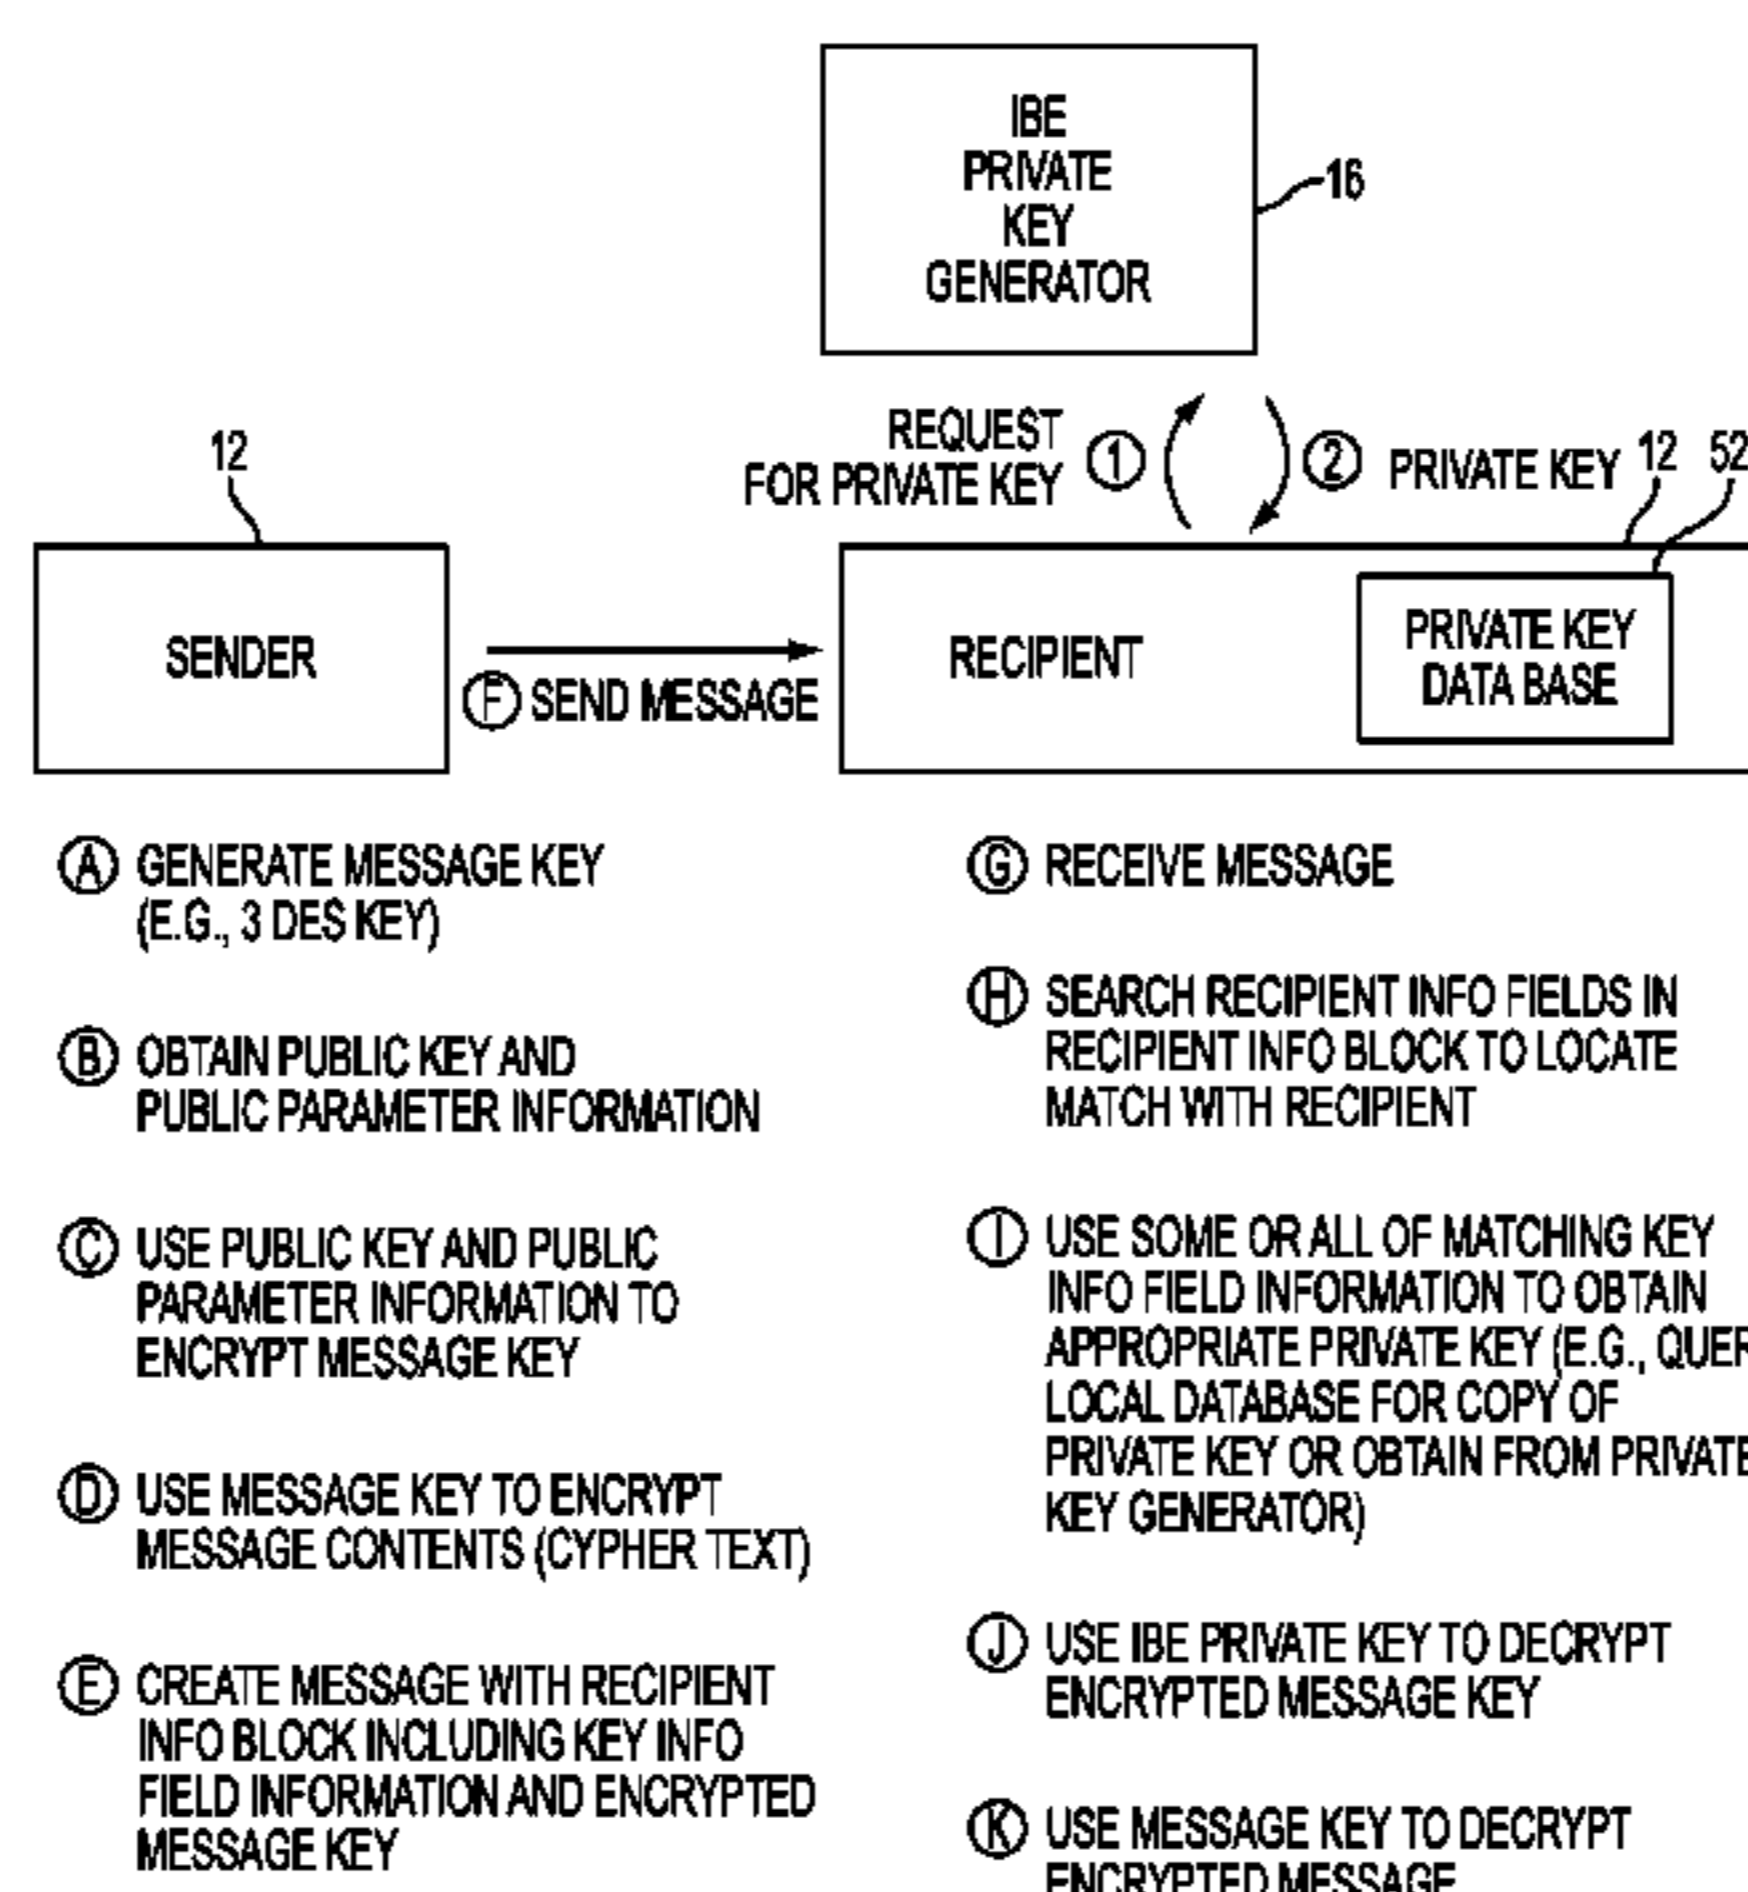 IBE
PRIVATE
KEY
GENERATOR
16
REQUEST
FOR PRIVATE KEY
1
2
PRIVATE KEY
12
12
52
SENDER
F SEND MESSAGE
RECIPIENT
PRIVATE KEY
DATA BASE
A GENERATE MESSAGE KEY
(E.G., 3 DES KEY)
B OBTAIN PUBLIC KEY AND
PUBLIC PARAMETER INFORMATION
C USE PUBLIC KEY AND PUBLIC
PARAMETER INFORMATION TO
ENCRYPT MESSAGE KEY
D USE MESSAGE KEY TO ENCRYPT
MESSAGE CONTENTS (CYPHER TEXT)
E CREATE MESSAGE WITH RECIPIENT
INFO BLOCK INCLUDING KEY INFO
FIELD INFORMATION AND ENCRYPTED
MESSAGE KEY
G RECEIVE MESSAGE
H SEARCH RECIPIENT INFO FIELDS IN
RECIPIENT INFO BLOCK TO LOCATE
MATCH WITH RECIPIENT
I USE SOME OR ALL OF MATCHING KEY
INFO FIELD INFORMATION TO OBTAIN
APPROPRIATE PRIVATE KEY (E.G., QUER
LOCAL DATABASE FOR COPY OF
PRIVATE KEY OR OBTAIN FROM PRIVATE
KEY GENERATOR)
J USE IBE PRIVATE KEY TO DECRYPT
ENCRYPTED MESSAGE KEY
K USE MESSAGE KEY TO DECRYPT
ENCRYPTED MESSAGE